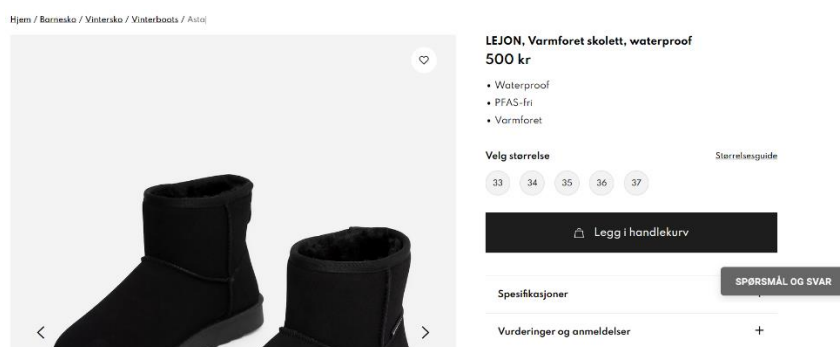 Hjem / Barnesko / Vintersko / Vinterboots / Asta
LEJON, Varmforet skolett, waterproof
500 kr
• Waterproof
• PFAS-fri
• Varmforet
Velg størrelse
Størrelsesguide
33 34 35 36 37
Legg i handlekurv
Spesifikasjoner
SPØRSMÅL OG SVAR
Vurderinger og anmeldelser +